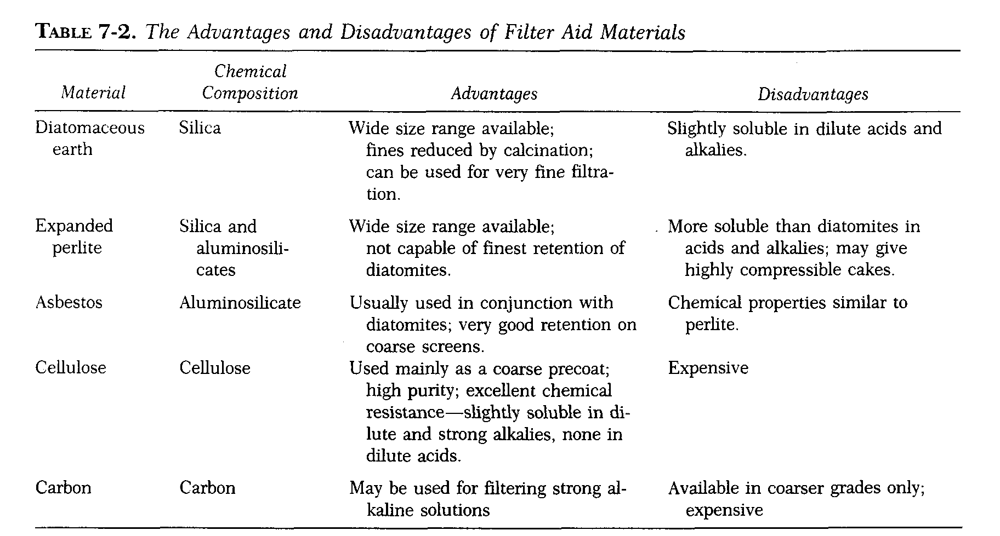 TABLE 7-2. The Advantages and Disadvantages of Filter Aid Materials
Chemical
Material Composition Advantages Disadvantages
Diatomaceous Silica Wide size range available; Slightly soluble in dilute acids and
earth fines reduced by calcination; alkalies.
can be used for very fine filtra-
tion.
Expanded Silica and Wide size range available; More soluble than diatomites in
perlite aluminosili- not capable of finest retention of acids and alkalies; may give
cates diatomites. highly compressible cakes.
Asbestos Aluminosilicate Usually used in conjunction with Chemical properties similar to
diatomites; very good retention on perlite.
coarse screens.
Cellulose Cellulose Used mainly as a coarse precoat; Expensive
high purity; excellent chemical
resistance—slightly soluble in di-
lute and strong alkalies, none in
dilute acids.
Carbon Carbon May be used for filtering strong al- Available in coarser grades only;
kaline solutions expensive